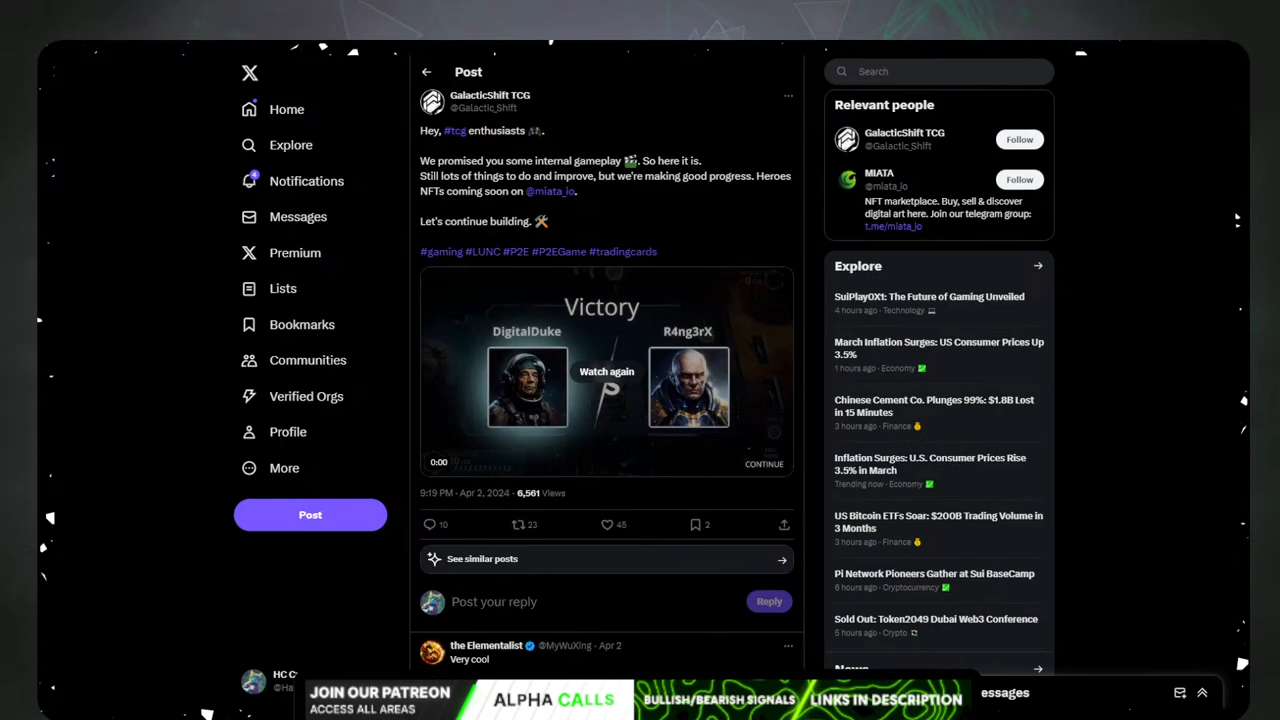 Home
Explore
4
Notifications
Messages
Premium
Lists
Bookmarks
Communities
Verified Orgs
Profile
More
Post
HC C
@Ha
Post
GalacticShift TCG
@Galactic_Shift
Hey, #tcg enthusiasts 🎮.
We promised you some internal gameplay 🎬. So here it is.
Still lots of things to do and improve, but we're making good progress. Heroes
NFTs coming soon on @miata_io.
Let's continue building. 🛠
#gaming #LUNC #P2E #P2EGame #tradingcards
Victory
DigitalDuke
R4ng3rX
Watch again
0:00
CONTINUE
9:19 PM · Apr 2, 2024 · 6,561 Views
10 23 45 2
See similar posts
Post your reply
Reply
the Elementalist @MyWuXing · Apr 2
Very cool
Search
Relevant people
GalacticShift TCG
@Galactic_Shift
Follow
MIATA
@miata_io
Follow
NFT marketplace. Buy, sell & discover
digital art here. Join our telegram group:
t.me/miata_io
Explore
SuiPlay0X1: The Future of Gaming Unveiled
4 hours ago · Technology 💻
March Inflation Surges: US Consumer Prices Up
3.5%
1 hours ago · Economy 💹
Chinese Cement Co. Plunges 99%: $1.8B Lost
in 15 Minutes
3 hours ago · Finance 💰
Inflation Surges: U.S. Consumer Prices Rise
3.5% in March
Trending now · Economy 💹
US Bitcoin ETFs Soar: $200B Trading Volume in
3 Months
3 hours ago · Finance 💰
Pi Network Pioneers Gather at Sui BaseCamp
6 hours ago · Cryptocurrency 💹
Sold Out: Token2049 Dubai Web3 Conference
5 hours ago · Crypto
News
essages
JOIN OUR PATREON
ACCESS ALL AREAS
ALPHA CALLS
BULLISH/BEARISH SIGNALS
LINKS IN DESCRIPTION